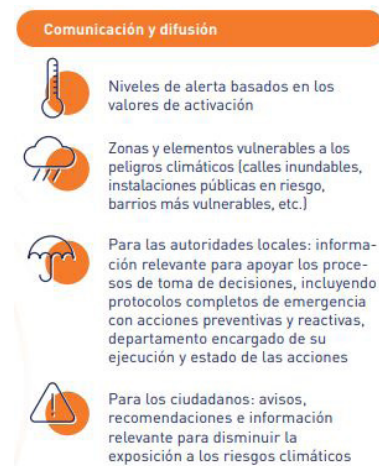 Comunicación y difusión
Niveles de alerta basados en los
valores de activación
Zonas y elementos vulnerables a los
peligros climáticos (calles inundables,
instalaciones públicas en riesgo,
barrios más vulnerables, etc.)
Para las autoridades locales: informa-
ción relevante para apoyar los proce-
sos de toma de decisiones, incluyendo
protocolos completos de emergencia
con acciones preventivas y reactivas,
departamento encargado de su
ejecución y estado de las acciones
Para los ciudadanos: avisos,
recomendaciones e información
relevante para disminuir la
exposición a los riesgos climáticos